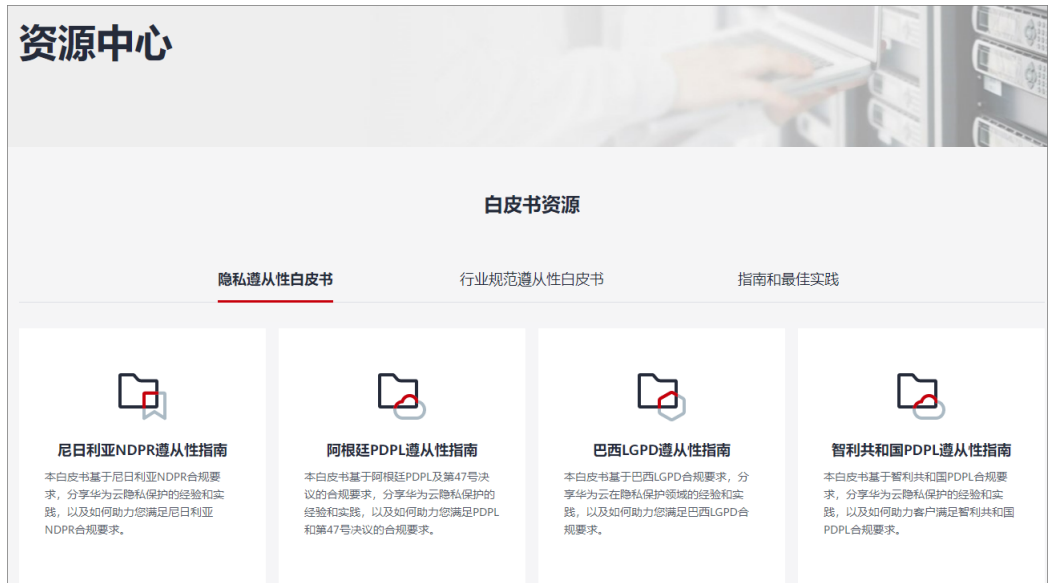 资源中心
白皮书资源
隐私遵从性白皮书
行业规范遵从性白皮书
指南和最佳实践
尼日利亚NDPR遵从性指南
本白皮书基于尼日利亚NDPR合规要
求，分享华为云隐私保护的经验和实
践，以及如何助力您满足尼日利亚
NDPR合规要求。
阿根廷PDPL遵从性指南
本白皮书基于阿根廷PDPL及第47号决
议的合规要求，分享华为云隐私保护的
经验和实践，以及如何助力您满足PDPL
和第47号决议的合规要求。
巴西LGPD遵从性指南
本白皮书基于巴西LGPD合规要求，分
享华为云在隐私保护领域的经验和实
践，以及如何助力您满足巴西LGPD合
规要求。
智利共和国PDPL遵从性指南
本白皮书基于智利共和国PDPL合规要
求，分享华为云隐私保护的经验和实
践，以及如何助力客户满足智利共和国
PDPL合规要求。